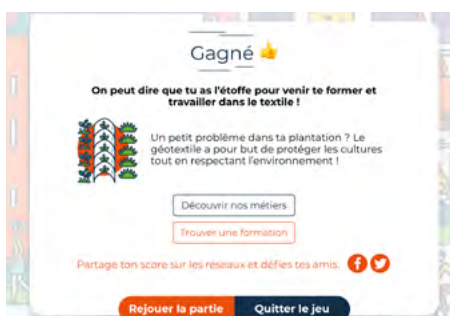 Gagné
On peut dire que tu as l'étoffe pour venir te former et
travailler dans le textile !
Un petit problème dans ta plantation ? Le
géotextile a pour but de protéger les cultures
tout en respectant l'environnement !
Découvrir nos métiers
Trouver une formation
Partage ton score sur les réseaux et défies tes amis.
Rejouer la partie
Quitter le jeu